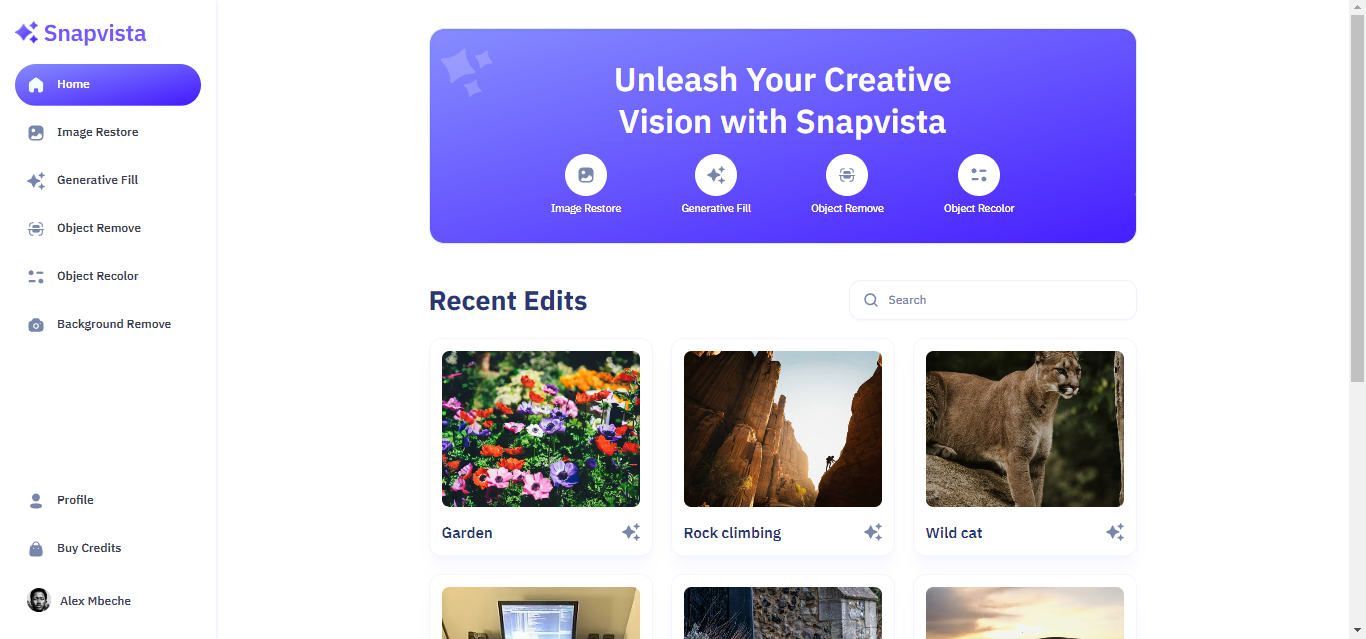 Snapvista
Home
Image Restore
Generative Fill
Object Remove
Object Recolor
Background Remove
Profile
Buy Credits
Alex Mbeche
Unleash Your Creative
Vision with Snapvista
Image Restore
Generative Fill
Object Remove
Object Recolor
Recent Edits
Search
Garden
Rock climbing
Wild cat